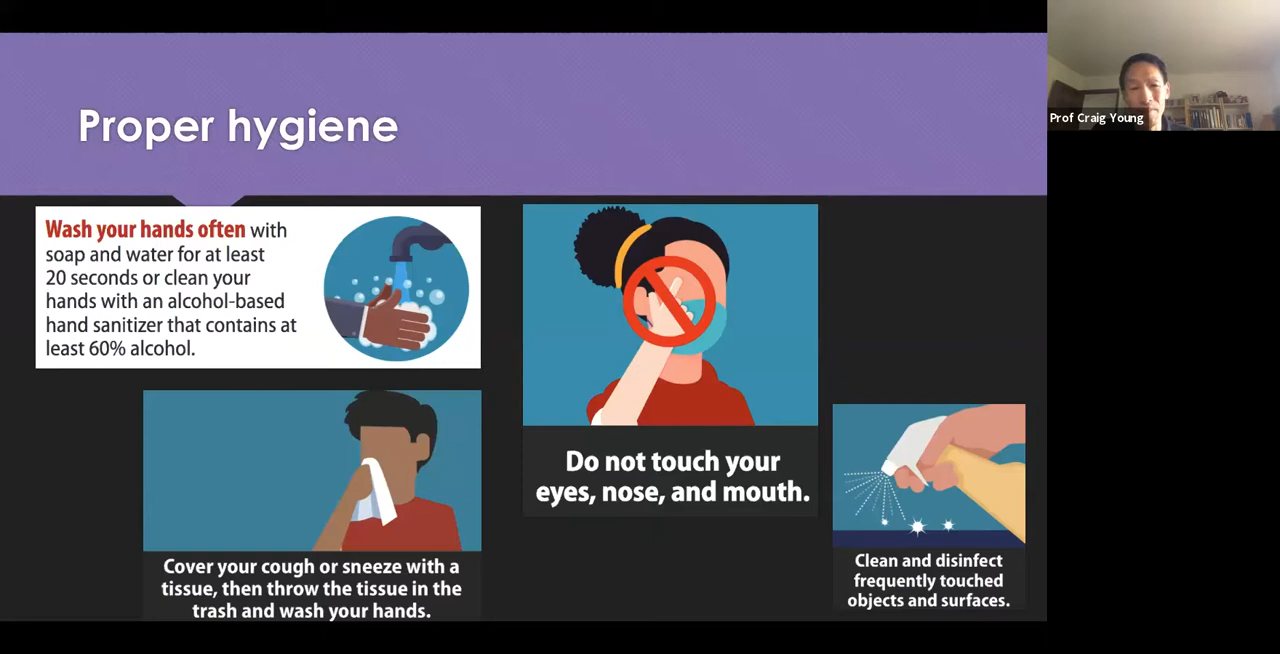 Proper hygiene
Prof Craig Young
Wash your hands often with
soap and water for at least
20 seconds or clean your
hands with an alcohol-based
hand sanitizer that contains at
least 60% alcohol.
Do not touch your
eyes, nose, and mouth.
Cover your cough or sneeze with a
tissue, then throw the tissue in the
trash and wash your hands.
Clean and disinfect
frequently touched
objects and surfaces.